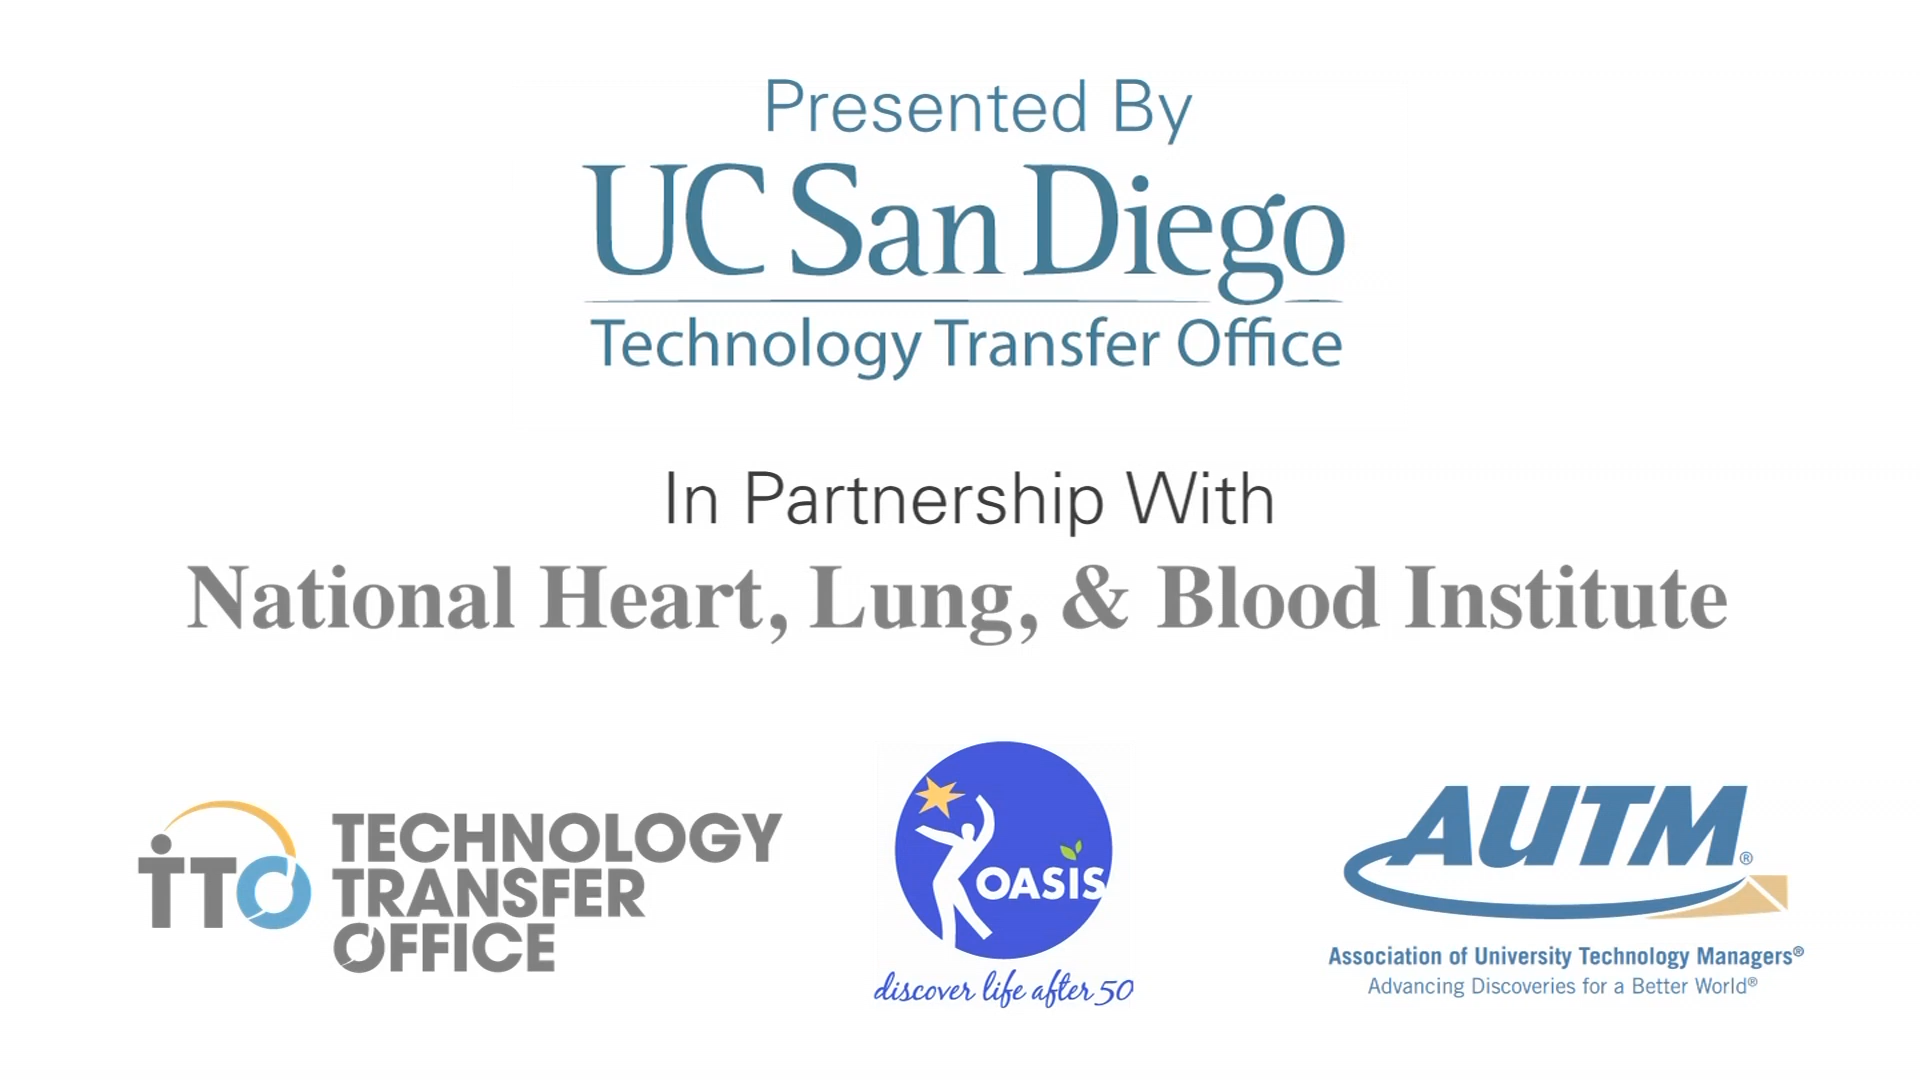 Presented By
UC San Diego
Technology Transfer Office
In Partnership With
National Heart, Lung, & Blood Institute
TTO
TECHNOLOGY
TRANSFER
OFFICE
OASIS
discover life after 50
AUTM®
Association of University Technology Managers®
Advancing Discoveries for a Better World®